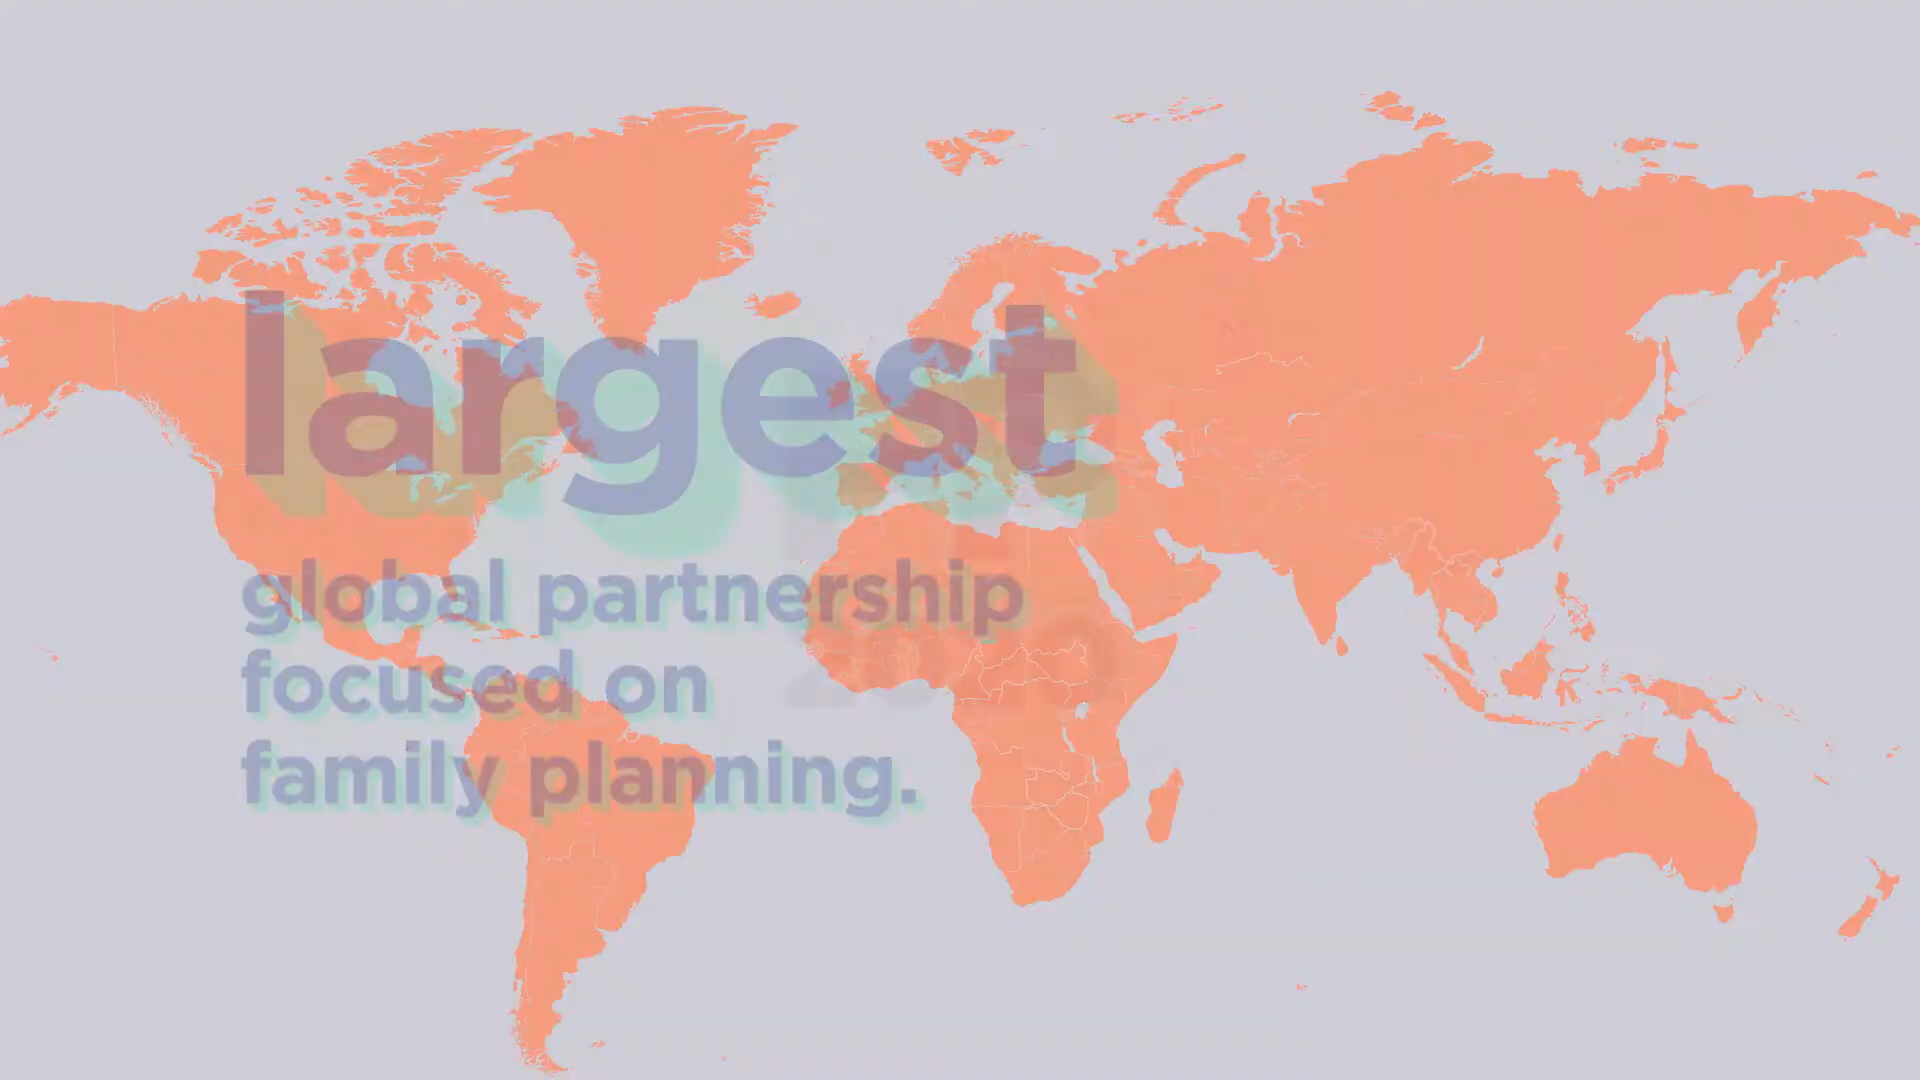 largest
global partnership
focused on
family planning.